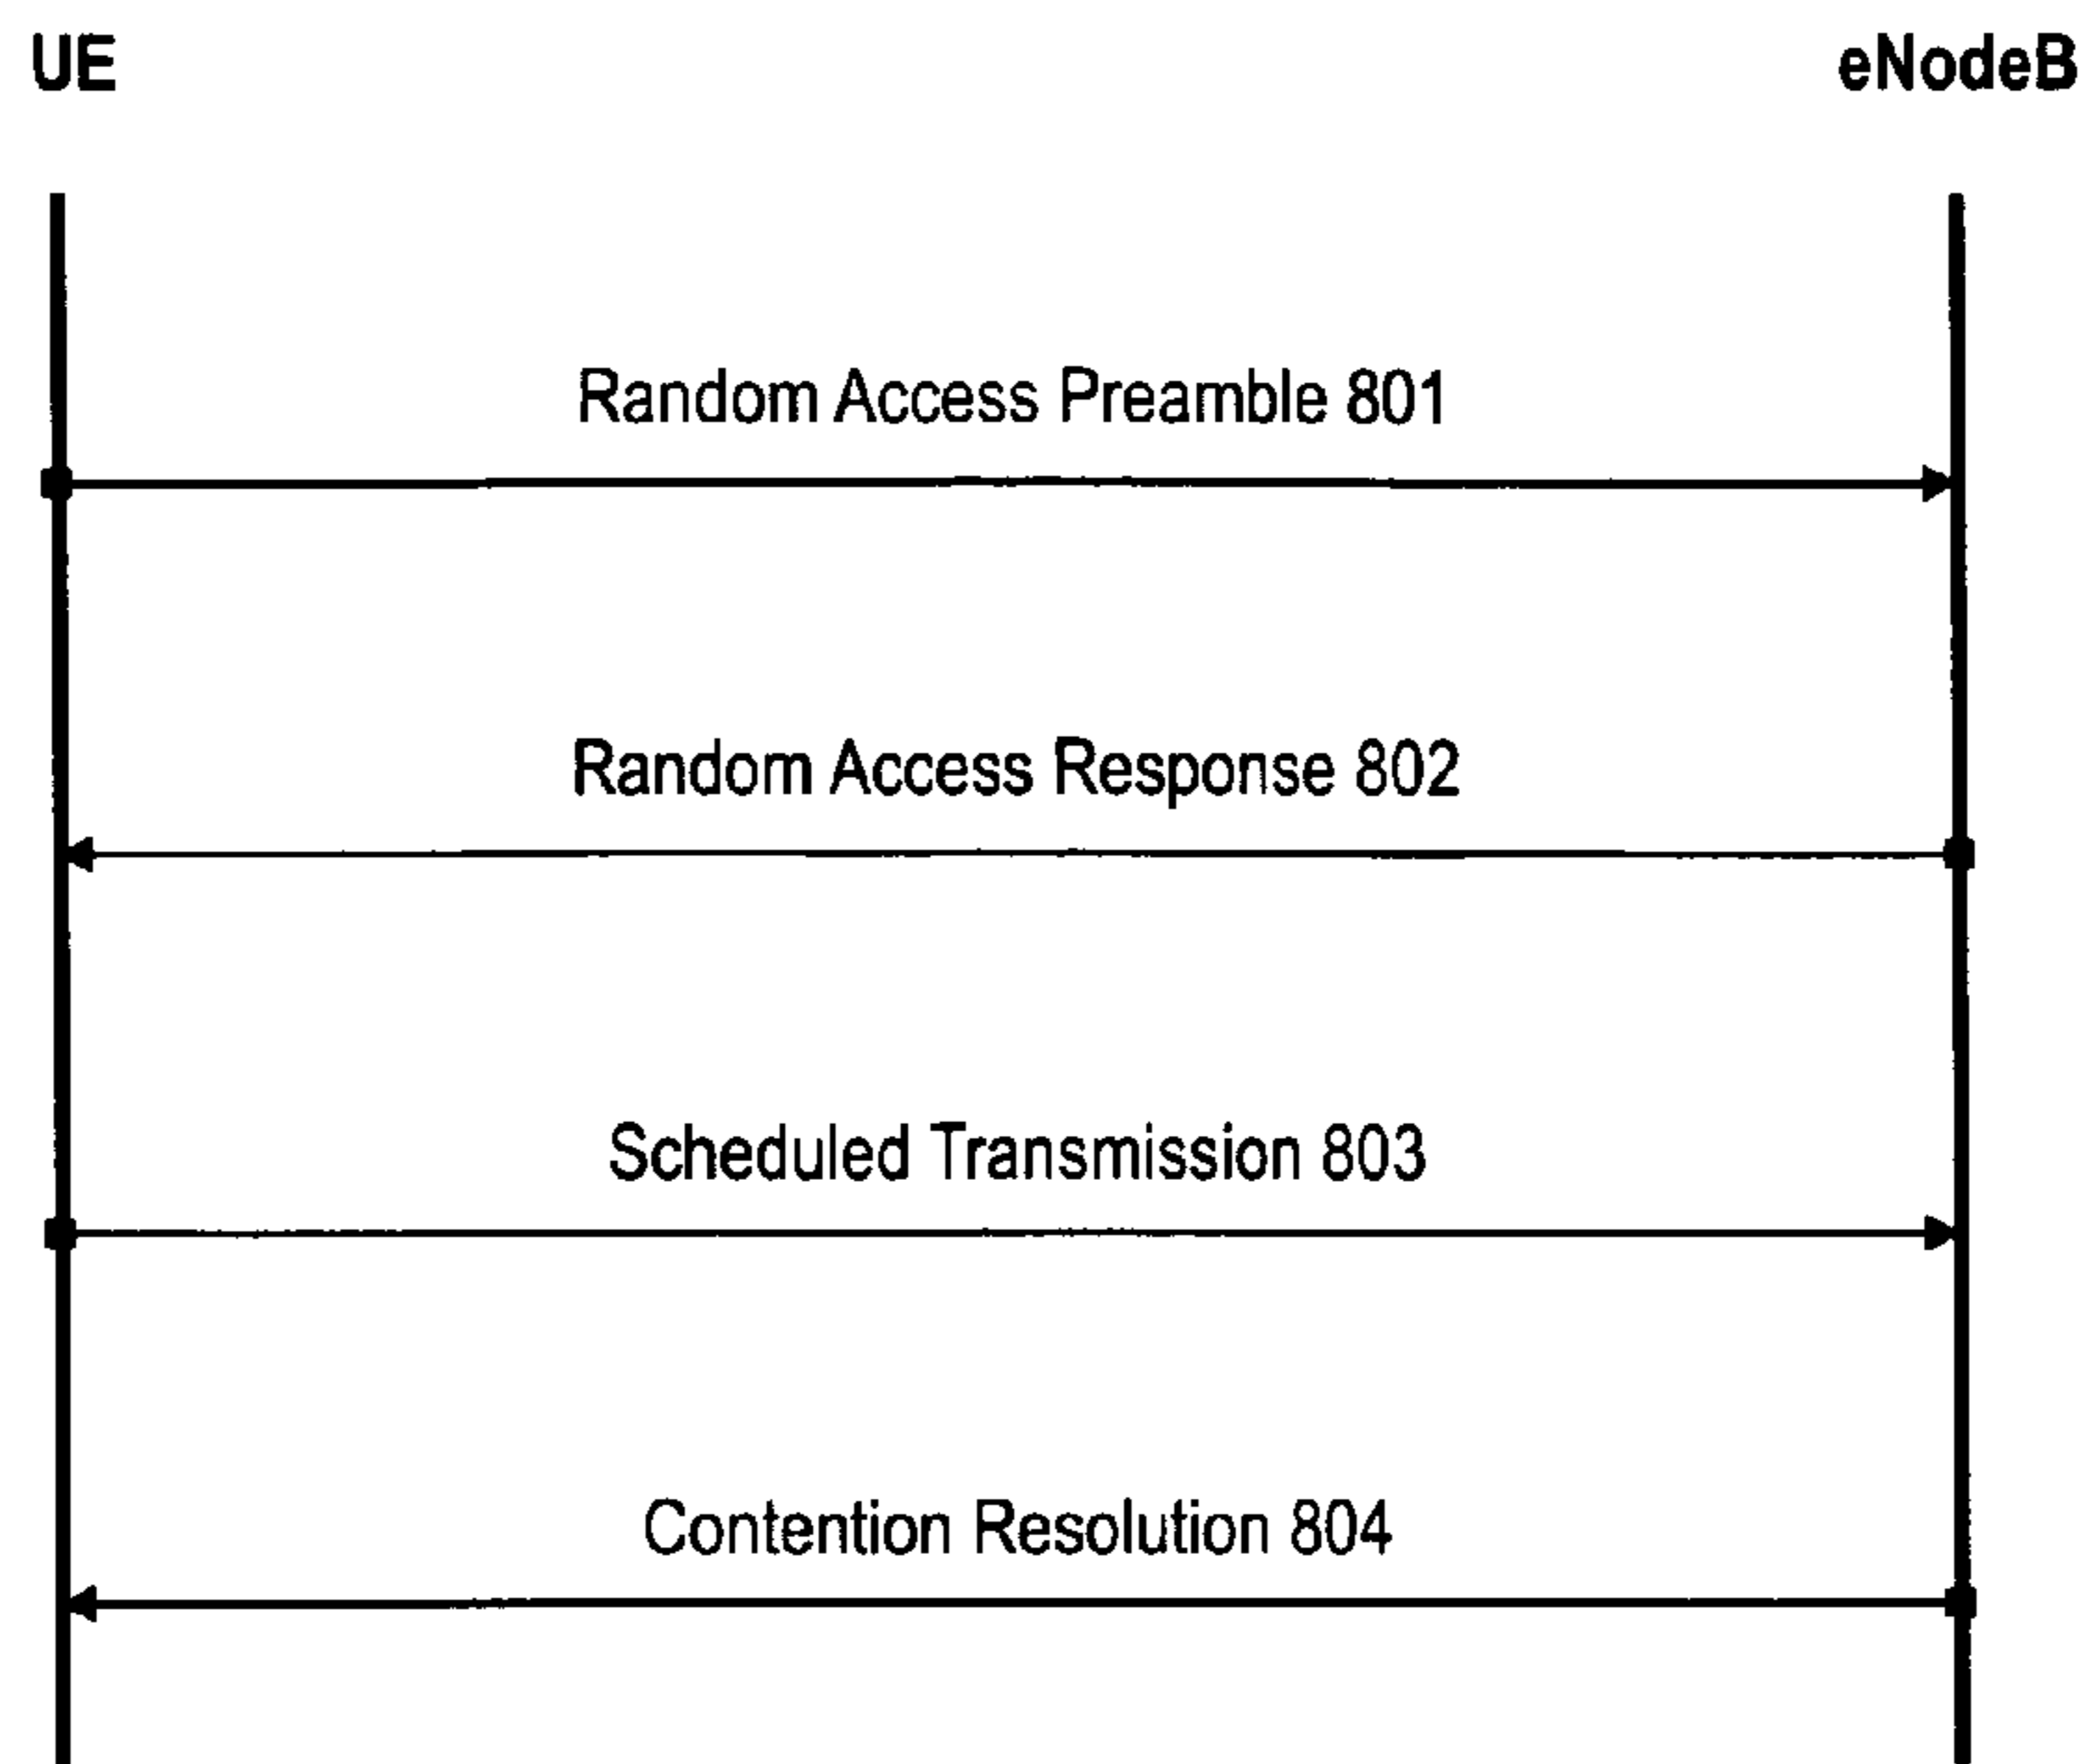 UE
eNodeB
Random Access Preamble 801
Random Access Response 802
Scheduled Transmission 803
Contention Resolution 804